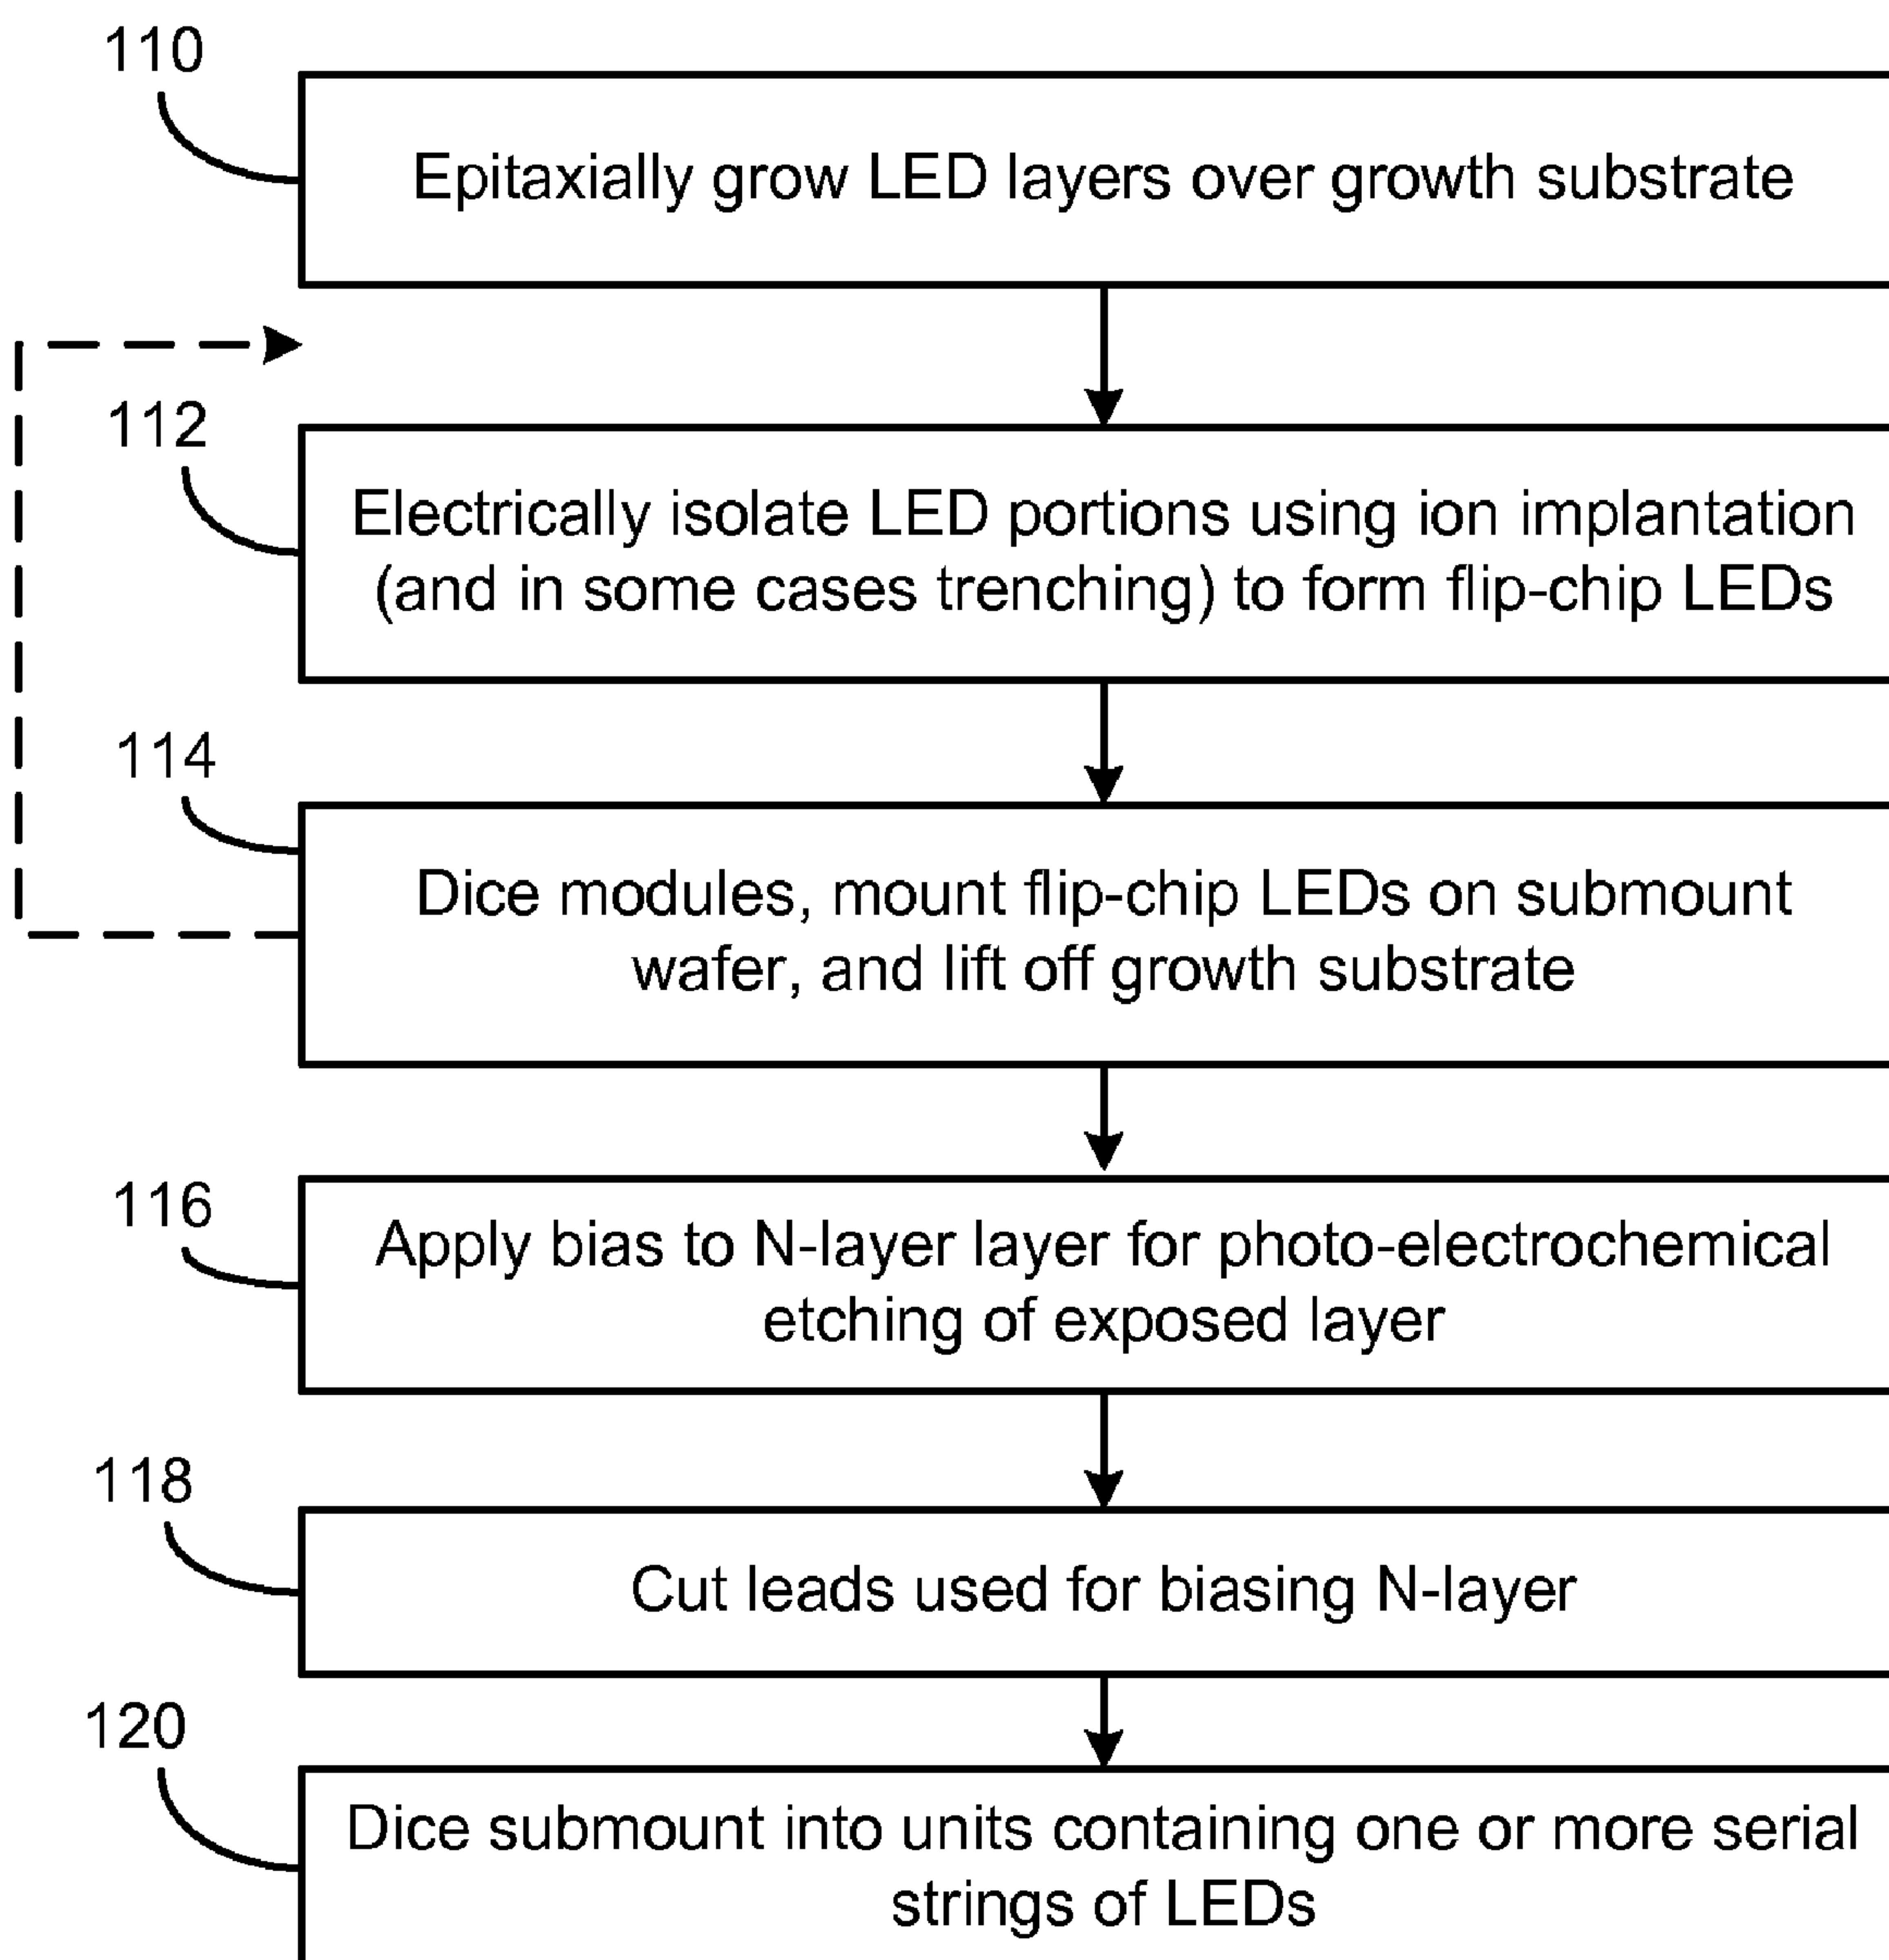 110
Epitaxially grow LED layers over growth substrate
112
Electrically isolate LED portions using ion implantation
(and in some cases trenching) to form flip-chip LEDs
114
Dice modules, mount flip-chip LEDs on submount
wafer, and lift off growth substrate
116
Apply bias to N-layer layer for photo-electrochemical
etching of exposed layer
118
Cut leads used for biasing N-layer
120
Dice submount into units containing one or more serial
strings of LEDs